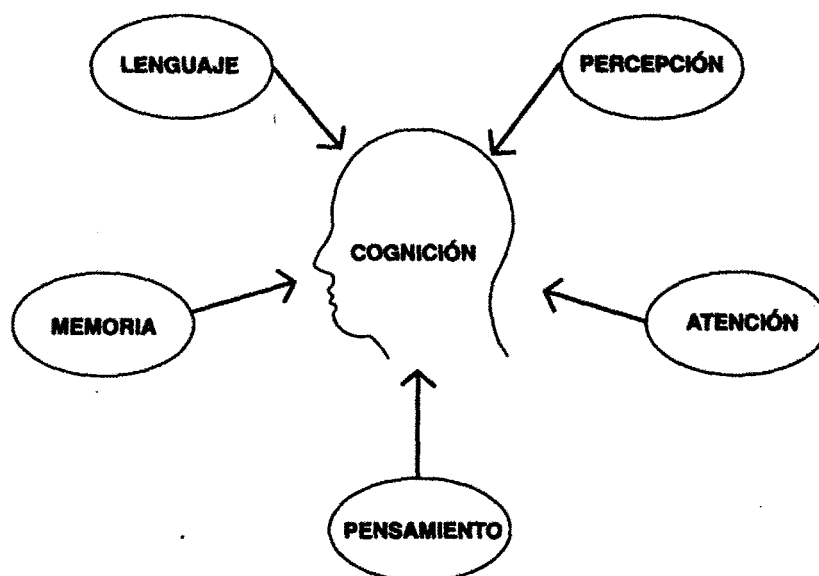 LENGUAJE
PERCEPCIÓN
COGNICIÓN
MEMORIA
ATENCIÓN
PENSAMIENTO